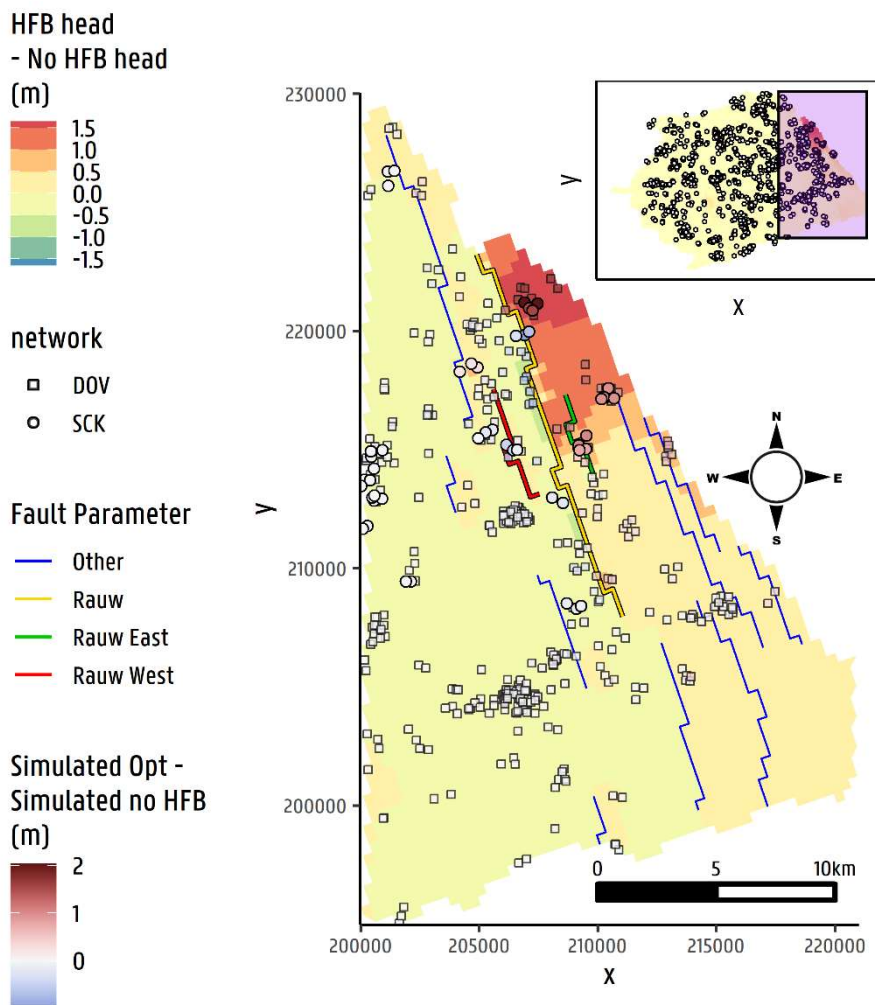 HFB head
- No HFB head
(m)
1.5
1.0
0.5
0.0
-0.5
-1.0
-1.5
network
DOV
SCK
Fault Parameter
Other
Rauw
Rauw East
Rauw West
Simulated Opt -
Simulated no HFB
(m)
2
1
0
230000
220000
210000
200000
y
200000 205000 210000 215000 220000
x
y
x
N
W E
S
0 5 10km